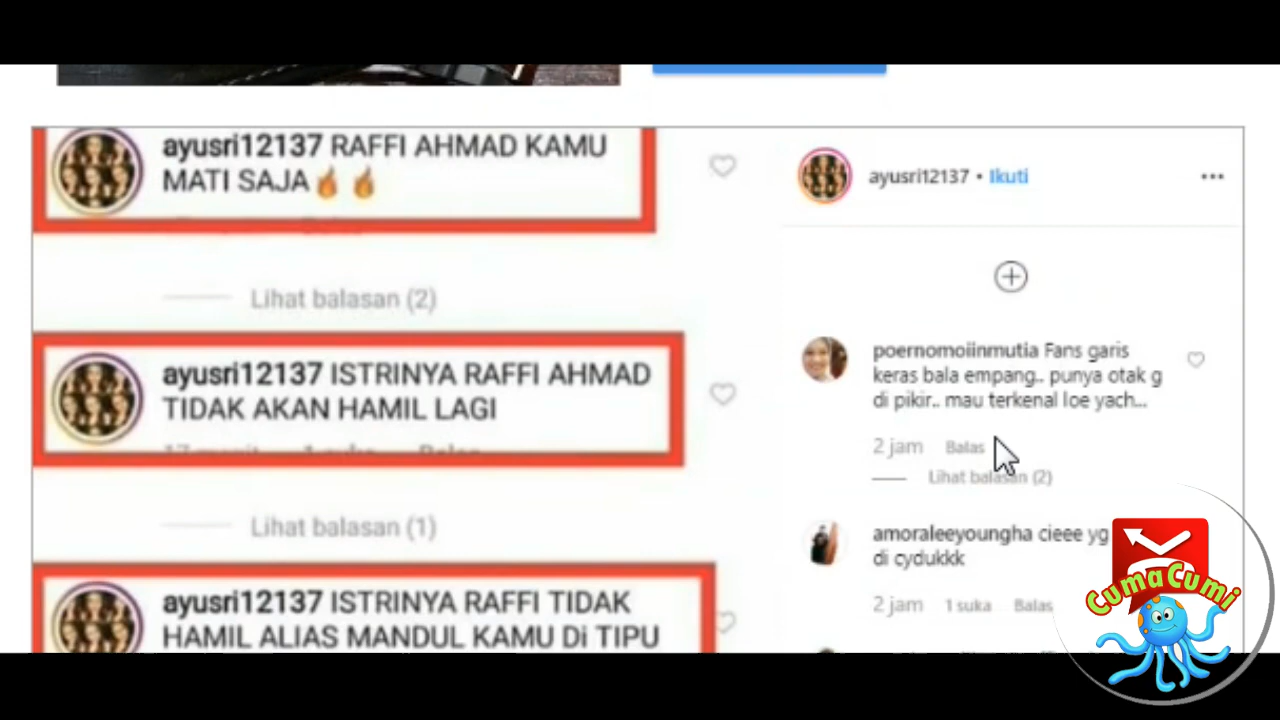 ayusri12137 RAFFI AHMAD KAMU
MATI SAJA🔥🔥
Lihat balasan (2)
ayusri12137 ISTRINYA RAFFI AHMAD
TIDAK AKAN HAMIL LAGI
Lihat balasan (1)
ayusri12137 ISTRINYA RAFFI TIDAK
HAMIL ALIAS MANDUL KAMU Di TIPU
ayusri12137 • Ikuti
poernomoiinmutia Fans garis
keras bala empang.. punya otak g
di pikir.. mau terkenal loe yach...
2 jam Balas
Lihat balasan (2)
amoraleeyoungha cieee yg
di cydukkk
2 jam 1 suka Balas
CumaCumi